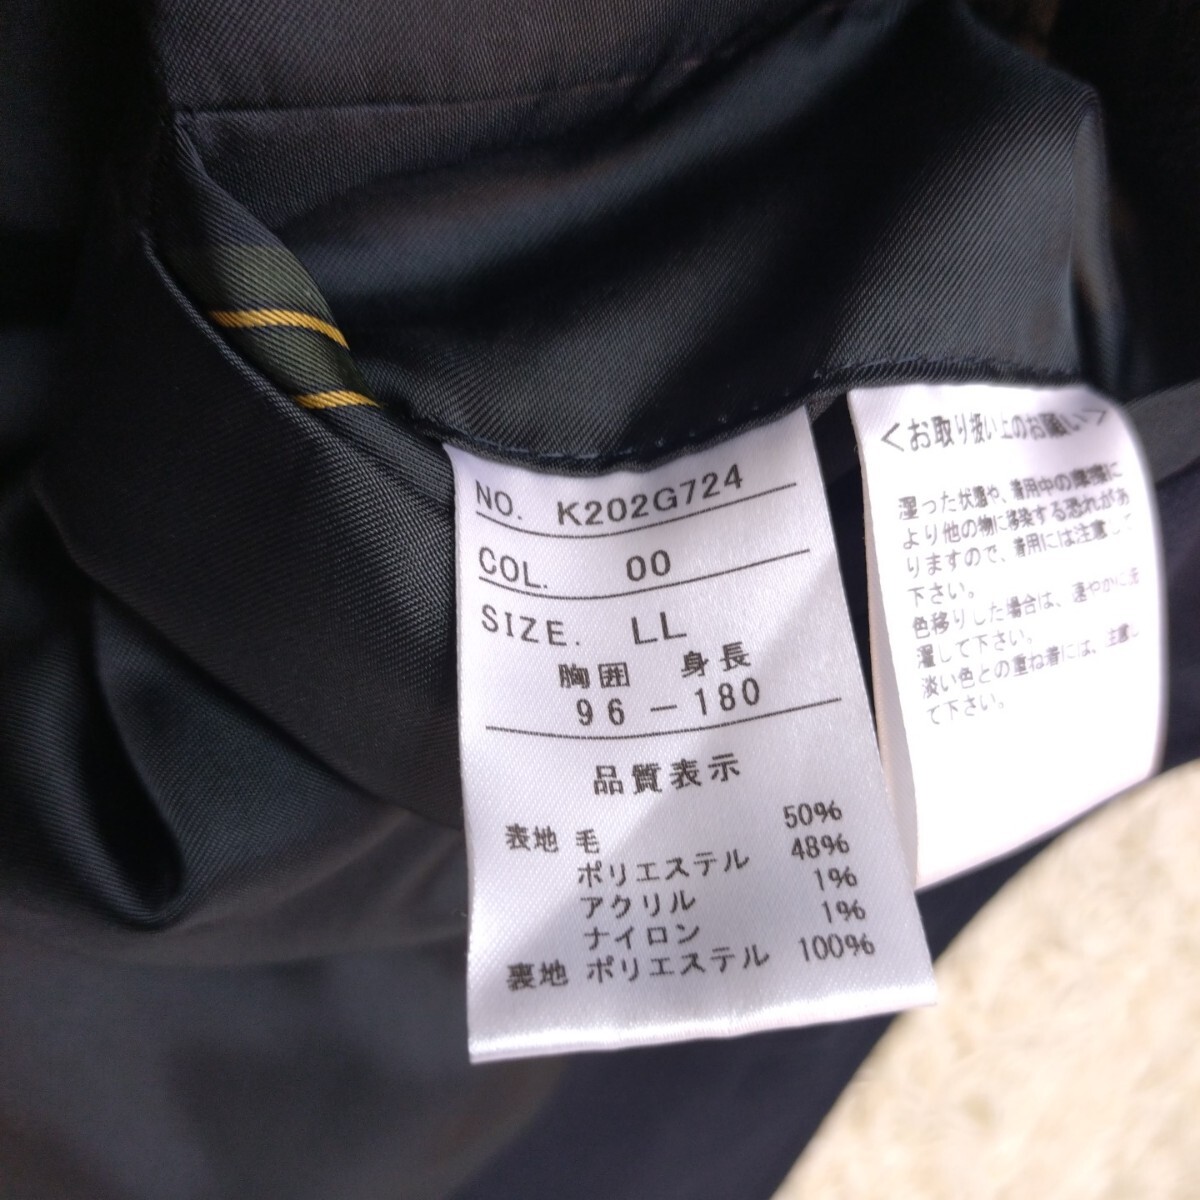 NO. K202G724
COL. 00
SIZE. LL
胸囲 身長
96-180
品質表示
表地 毛 50%
ポリエステル 48%
アクリル 1%
ナイロン 1%
裏地 ポリエステル 100%
<お取り扱い上のお願い>
湿った状態や、着用中の摩擦に
より他の物に移染する恐れがあ
りますので、着用には注意して
下さい。
色移りした場合は、速やかに洗
濯して下さい。
淡い色との重ね着には、注意し
て下さい。